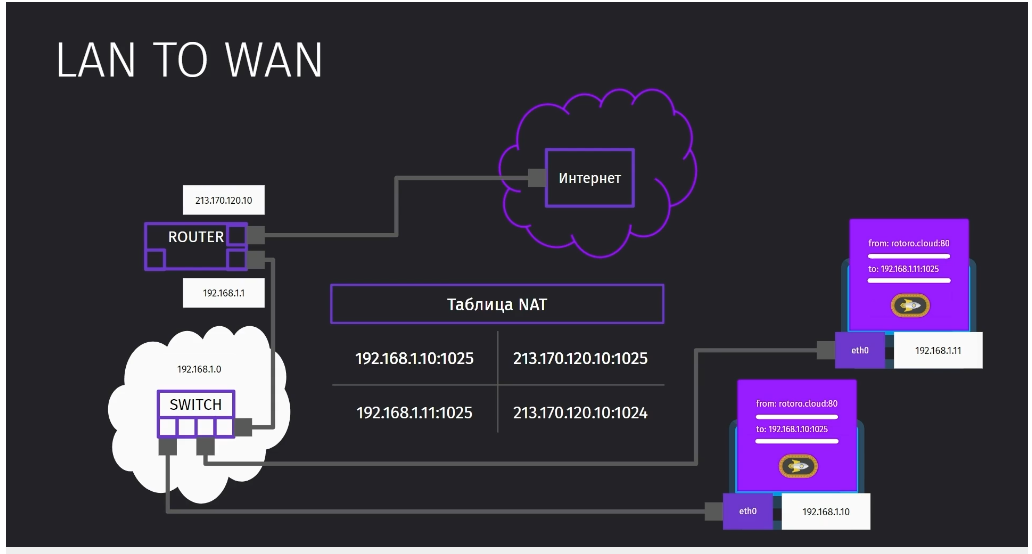 LAN TO WAN
Интернет
213.170.120.10
ROUTER
192.168.1.1
from: rotoro.cloud:80
to: 192.168.1.11:1025
Таблица NAT
192.168.1.10:1025 213.170.120.10:1025
192.168.1.11:1025 213.170.120.10:1024
eth0 192.168.1.11
192.168.1.0
SWITCH
from: rotoro.cloud:80
to: 192.168.1.10:1025
eth0 192.168.1.10